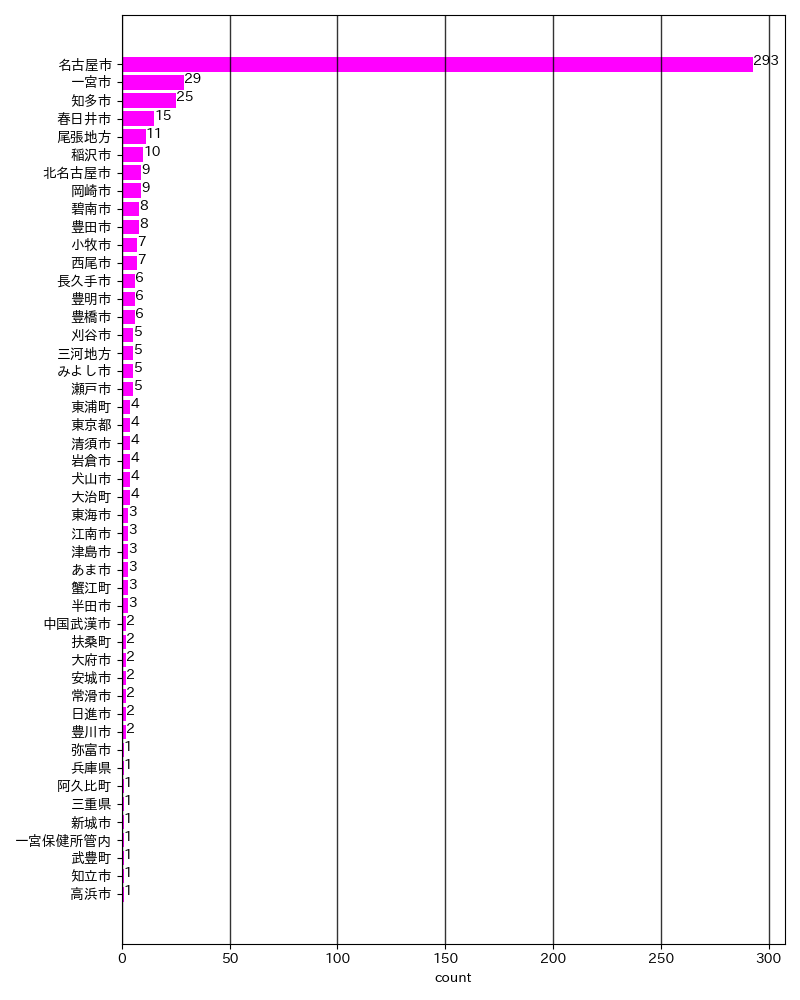 名古屋市 293
一宮市 29
知多市 25
春日井市 15
尾張地方 11
稲沢市 10
北名古屋市 9
岡崎市 9
碧南市 8
豊田市 8
小牧市 7
西尾市 7
長久手市 6
豊明市 6
豊橋市 6
刈谷市 5
三河地方 5
みよし市 5
瀬戸市 5
東浦町 4
東京都 4
清須市 4
岩倉市 4
犬山市 4
大治町 4
東海市 3
江南市 3
津島市 3
あま市 3
蟹江町 3
半田市 3
中国武漢市 2
扶桑町 2
大府市 2
安城市 2
常滑市 2
日進市 2
豊川市 2
弥富市 1
兵庫県 1
阿久比町 1
三重県 1
新城市 1
一宮保健所管内 1
武豊町 1
知立市 1
高浜市 1
0 50 100 150 200 250 300
count